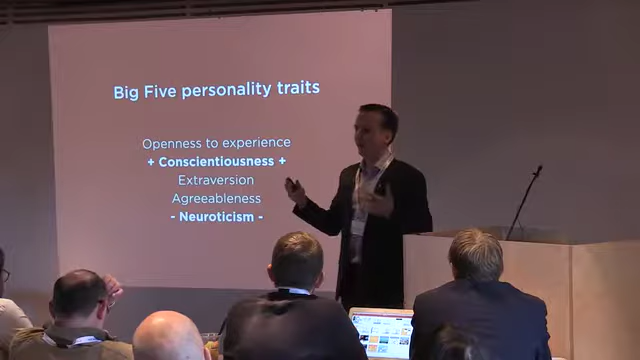 Big Five personality traits
Openness to experience
+ Conscientiousness +
Extraversion
Agreeableness
- Neuroticism -